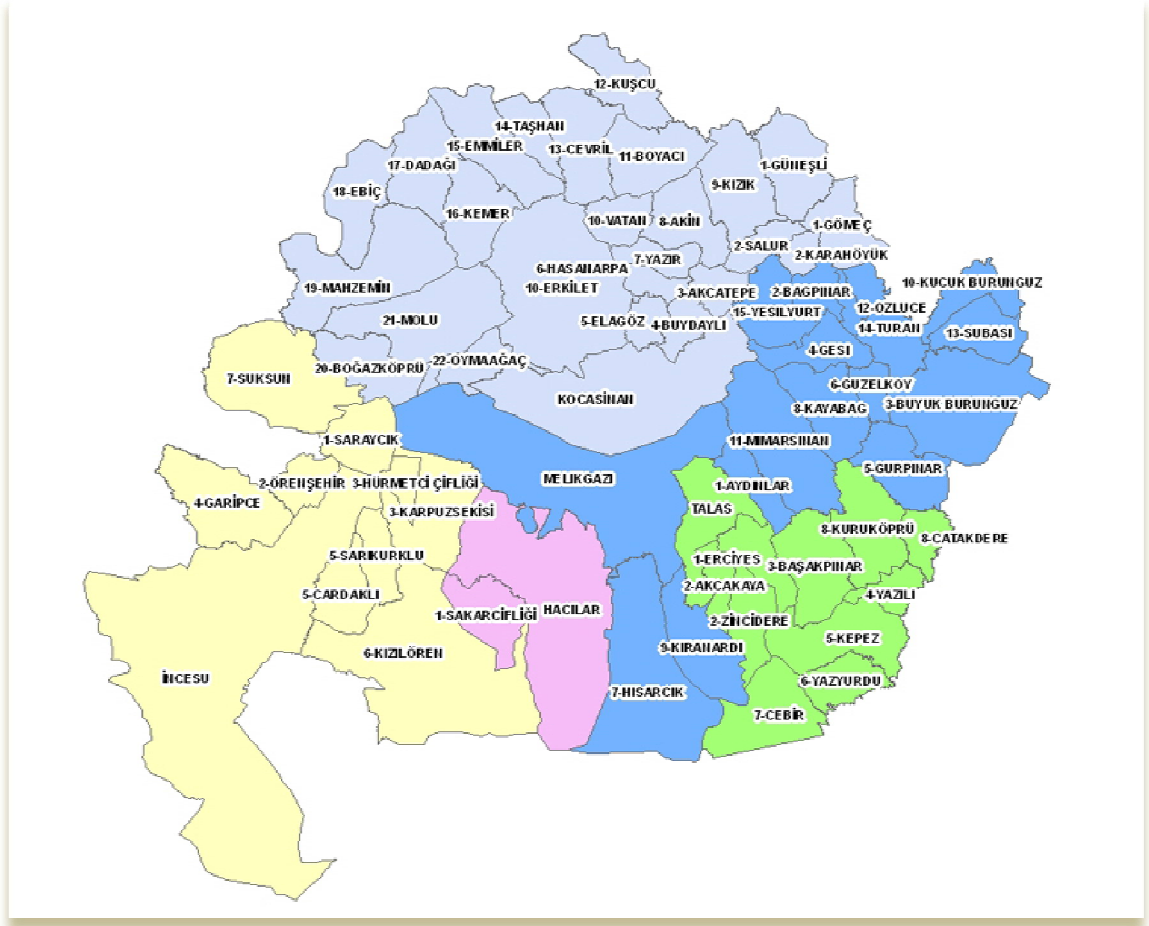 12-KUŞCU
14-TAŞHAN
15-EMMİLER
13-CEVRİL
11-BOYACI
17-DADAĞI
1-GÜNEŞLİ
18-EBİÇ
9-KIZIK
16-KEMER
10-VATAN
8-AKİN
1-GÖMEÇ
2-SALUR
2-KARAHÖYÜK
7-YAZIR
6-HASANARPA
10-ERKİLET
19-MAHZEMİN
3-AKCATEPE
2-BAGPINAR
10-KUCUK BURUNGUZ
15-YESILYURT
12-OZLUCE
14-TURAN
13-SUBASI
21-MOLU
5-ELAGÖZ
4-BUYDAYLI
4-GESI
22-OYMAAĞAÇ
20-BOĞAZKÖPRÜ
7-SUKSUN
6-GUZELKOY
KOCASİNAN
8-KAYABAG
3-BUYUK BURUNGUZ
1-SARAYCIK
11-MIMARSINAN
5-GURPINAR
MELIKGAZI
2-ÖRENŞEHİR
3-HÜRMETCİ ÇİFLİĞİ
1-AYDINLAR
4-GARİPCE
3-KARPUZSEKİSİ
TALAS
8-KURUKÖPRÜ
8-CATAKDERE
5-SARIKURKLU
1-ERCİYES
3-BAŞAKPINAR
2-AKCAKAYA
5-CARDAKLI
4-YAZILI
1-SAKARCİFLİĞİ
HACILAR
2-ZİNCİDERE
5-KEPEZ
6-KIZILÖREN
9-KIRANARDI
İNCESU
6-YAZYURDU
7-HISARCIK
7-CEBİR